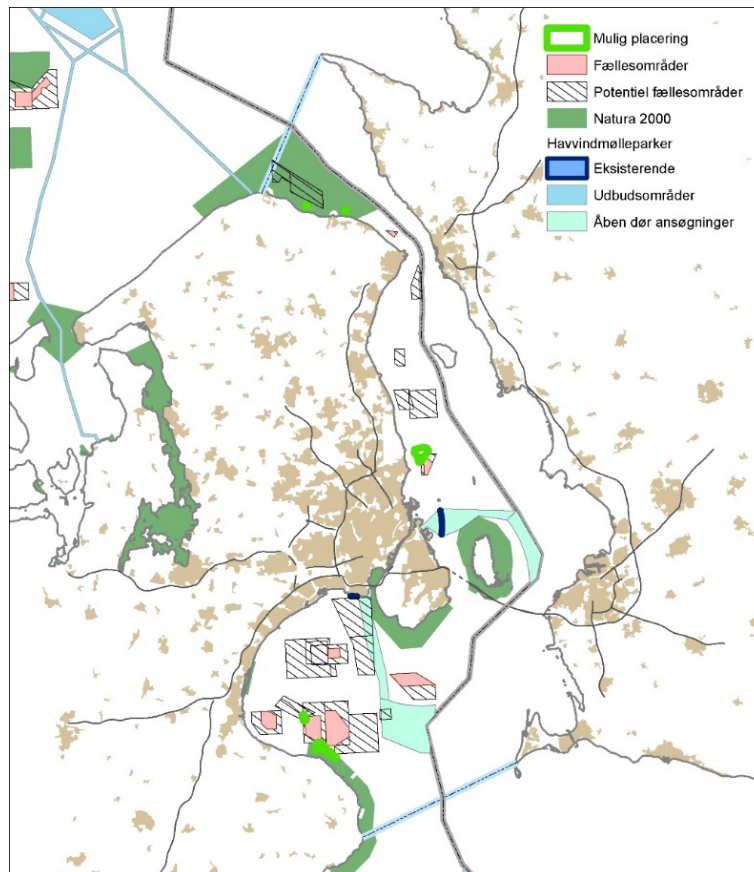 Mulig placering
Fællesområder
Potentiel fællesområder
Natura 2000
Havvindmølleparker
Eksisterende
Udbudsområder
Åben dør ansøgninger